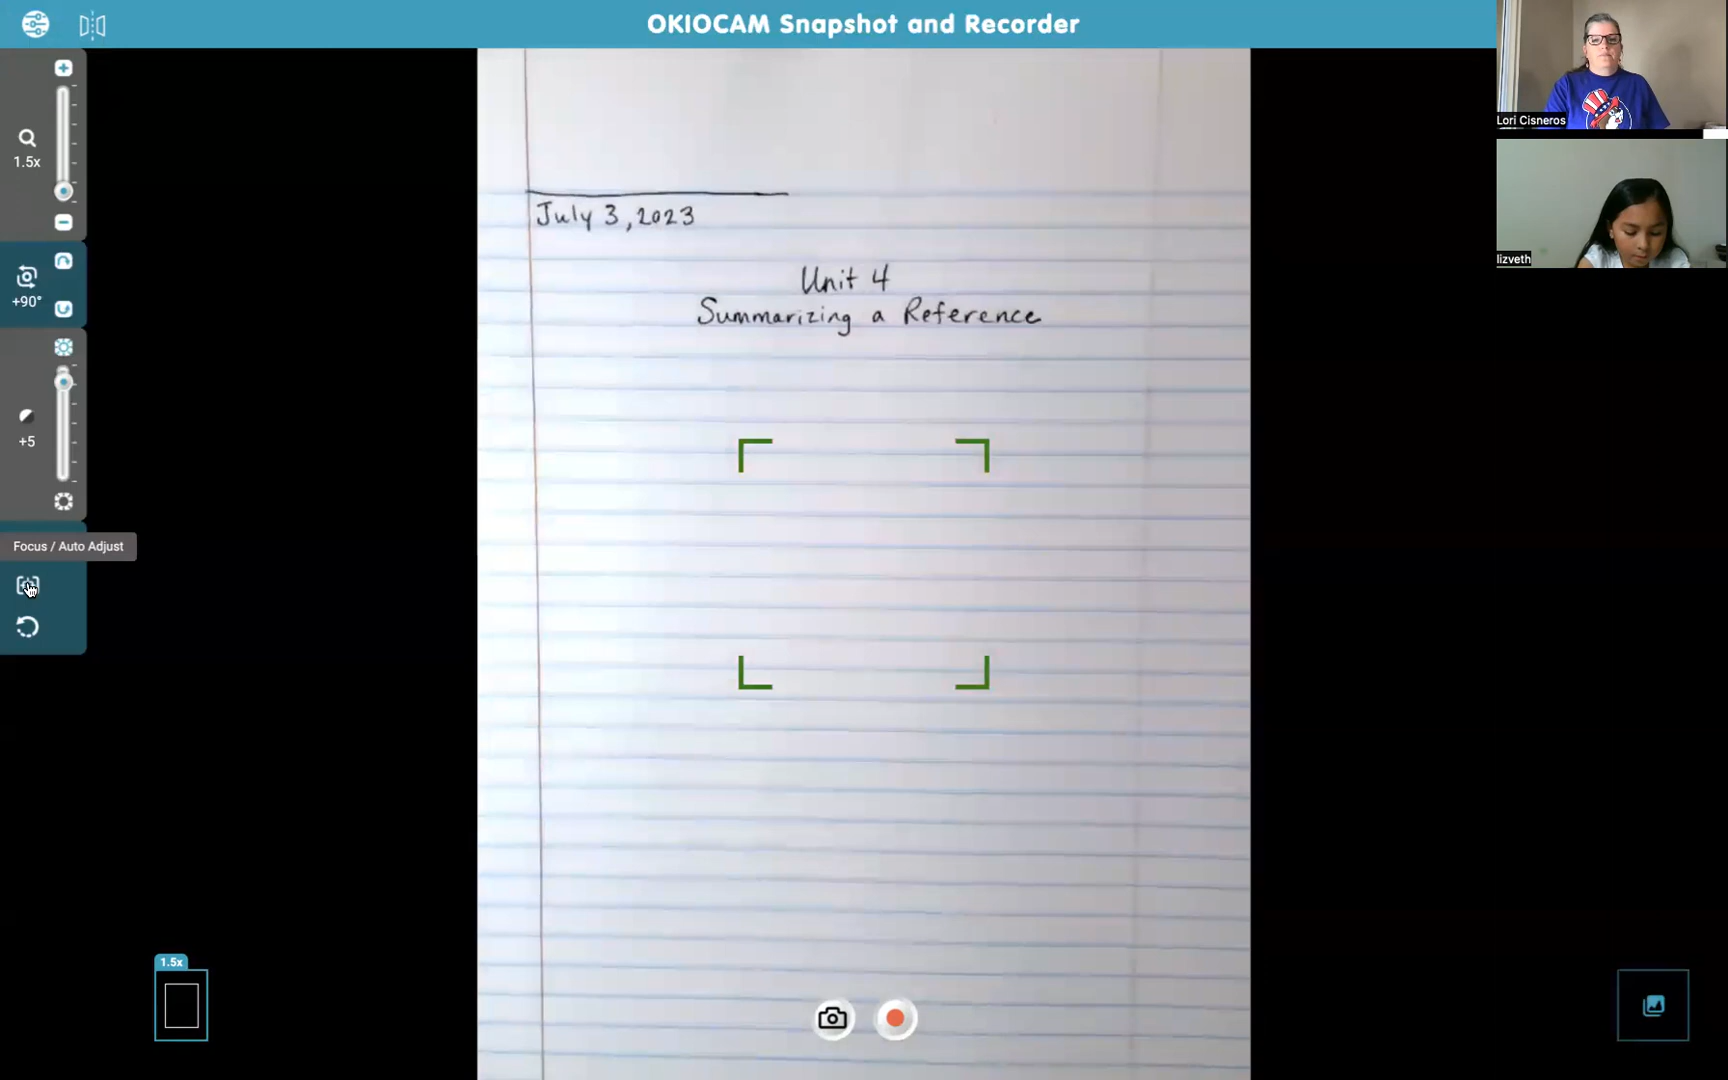 OKIOCAM Snapshot and Recorder
Lori Cisneros
lizveth
1.5x
+90°
+5
Focus / Auto Adjust
July 3, 2023
Unit 4
Summarizing a Reference
1.5x